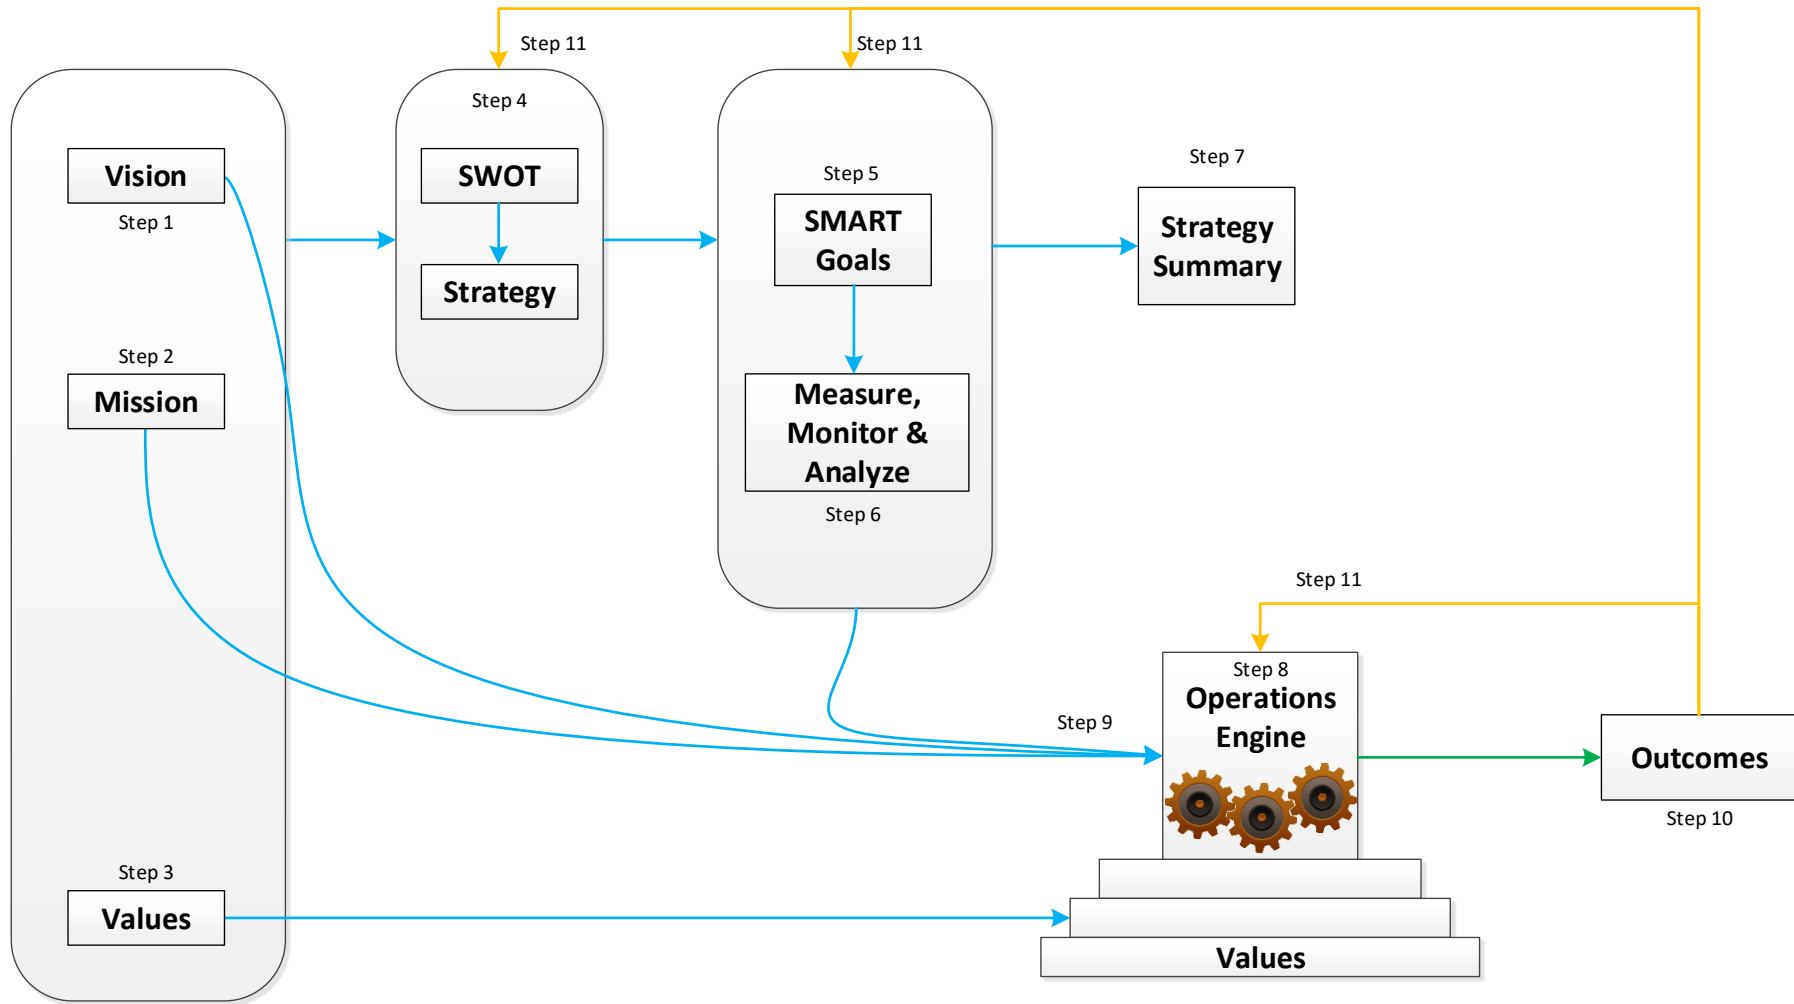 Step 11
Step 11
Step 4
Vision
Step 1
SWOT
Strategy
Step 2
Mission
Step 3
Values
Step 5
SMART
Goals
Measure,
Monitor &
Analyze
Step 6
Step 7
Strategy
Summary
Step 11
Step 8
Operations
Engine
Step 9
Outcomes
Step 10
Values